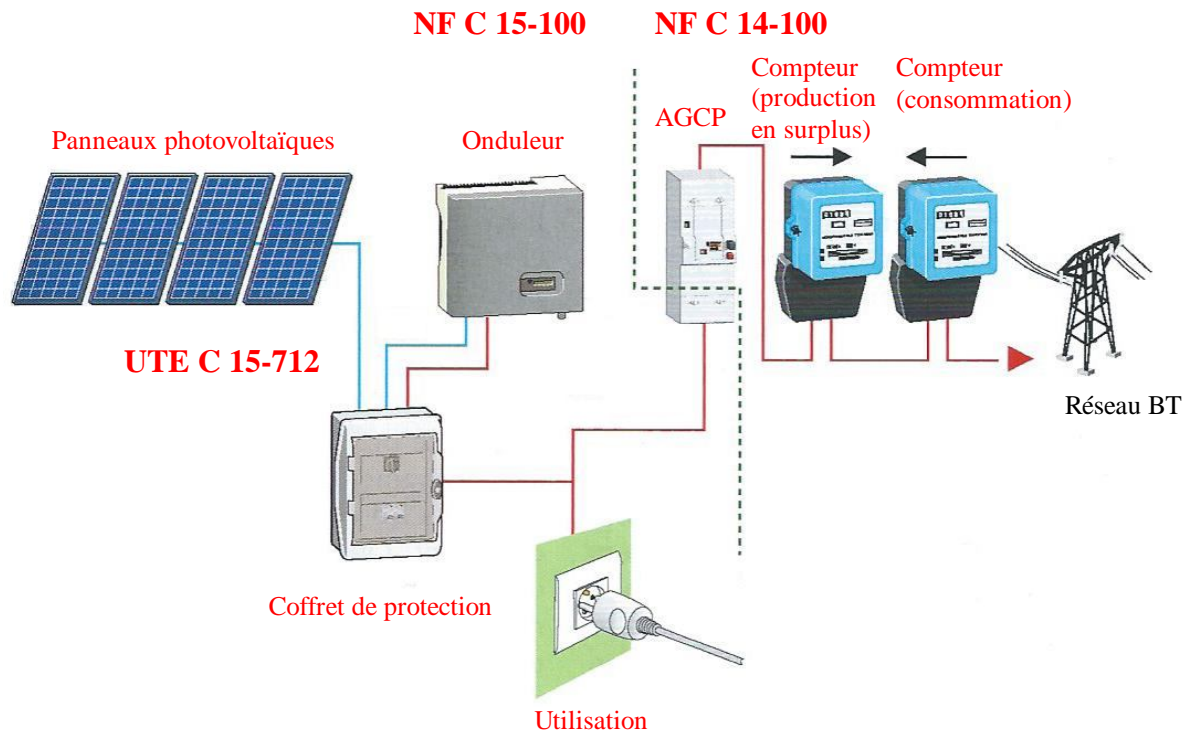 NF C 15-100
NF C 14-100
Compteur
(production
en surplus)
Compteur
(consommation)
AGCP
Panneaux photovoltaïques
Onduleur
UTE C 15-712
Réseau BT
Coffret de protection
Utilisation